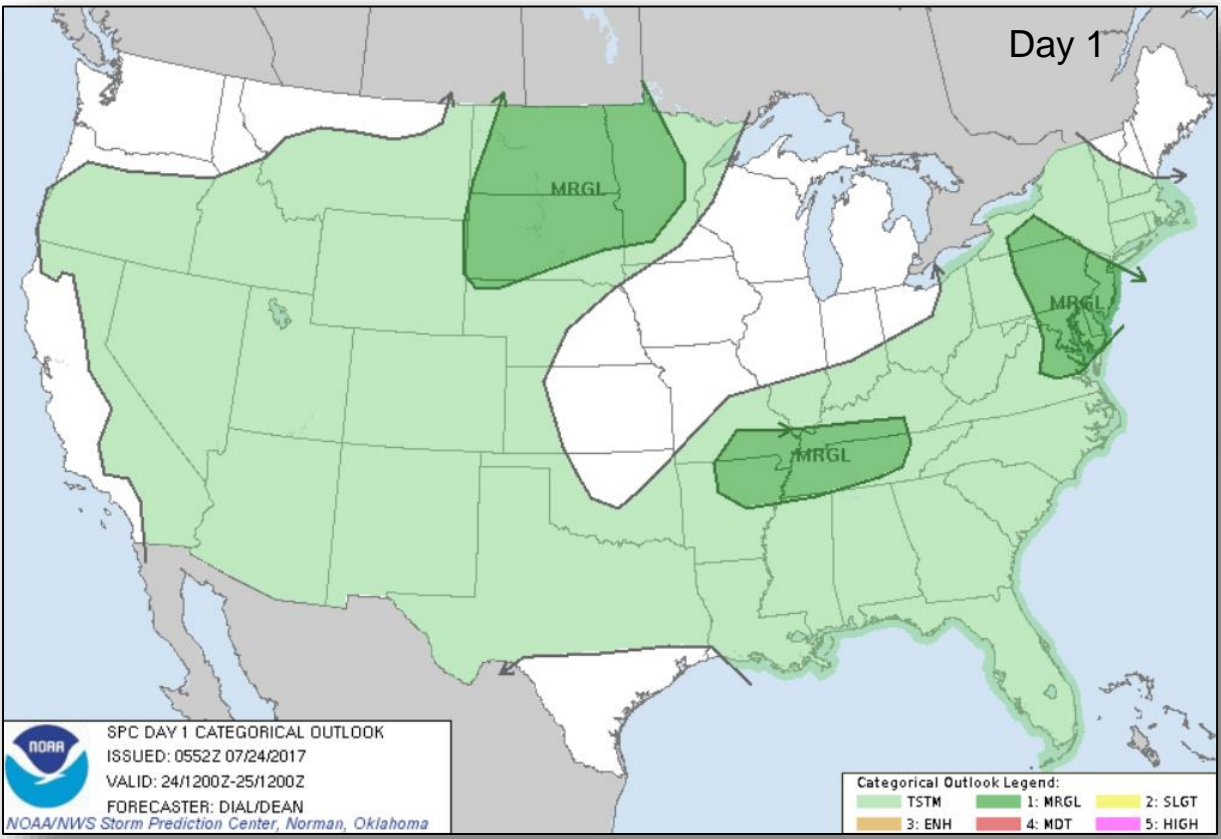 Day 1
MRGL
MRGL
MRGL
NOAA
SPC DAY 1 CATEGORICAL OUTLOOK
ISSUED: 0552Z 07/24/2017
VALID: 24/1200Z-25/1200Z
FORECASTER: DIAL/DEAN
NOAA/NWS Storm Prediction Center, Norman, Oklahoma
Categorical Outlook Legend:
TSTM 1: MRGL 2: SLGT
3: ENH 4: MDT 5: HIGH